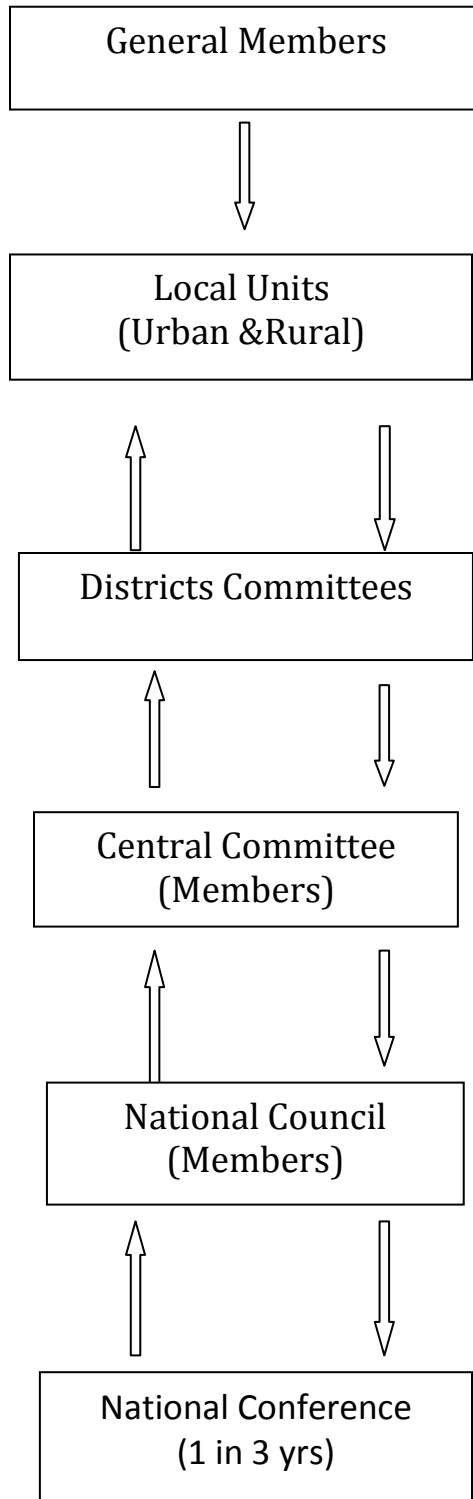 General Members
Local Units
(Urban &Rural)
Districts Committees
Central Committee
(Members)
National Council
(Members)
National Conference
(1 in 3 yrs)